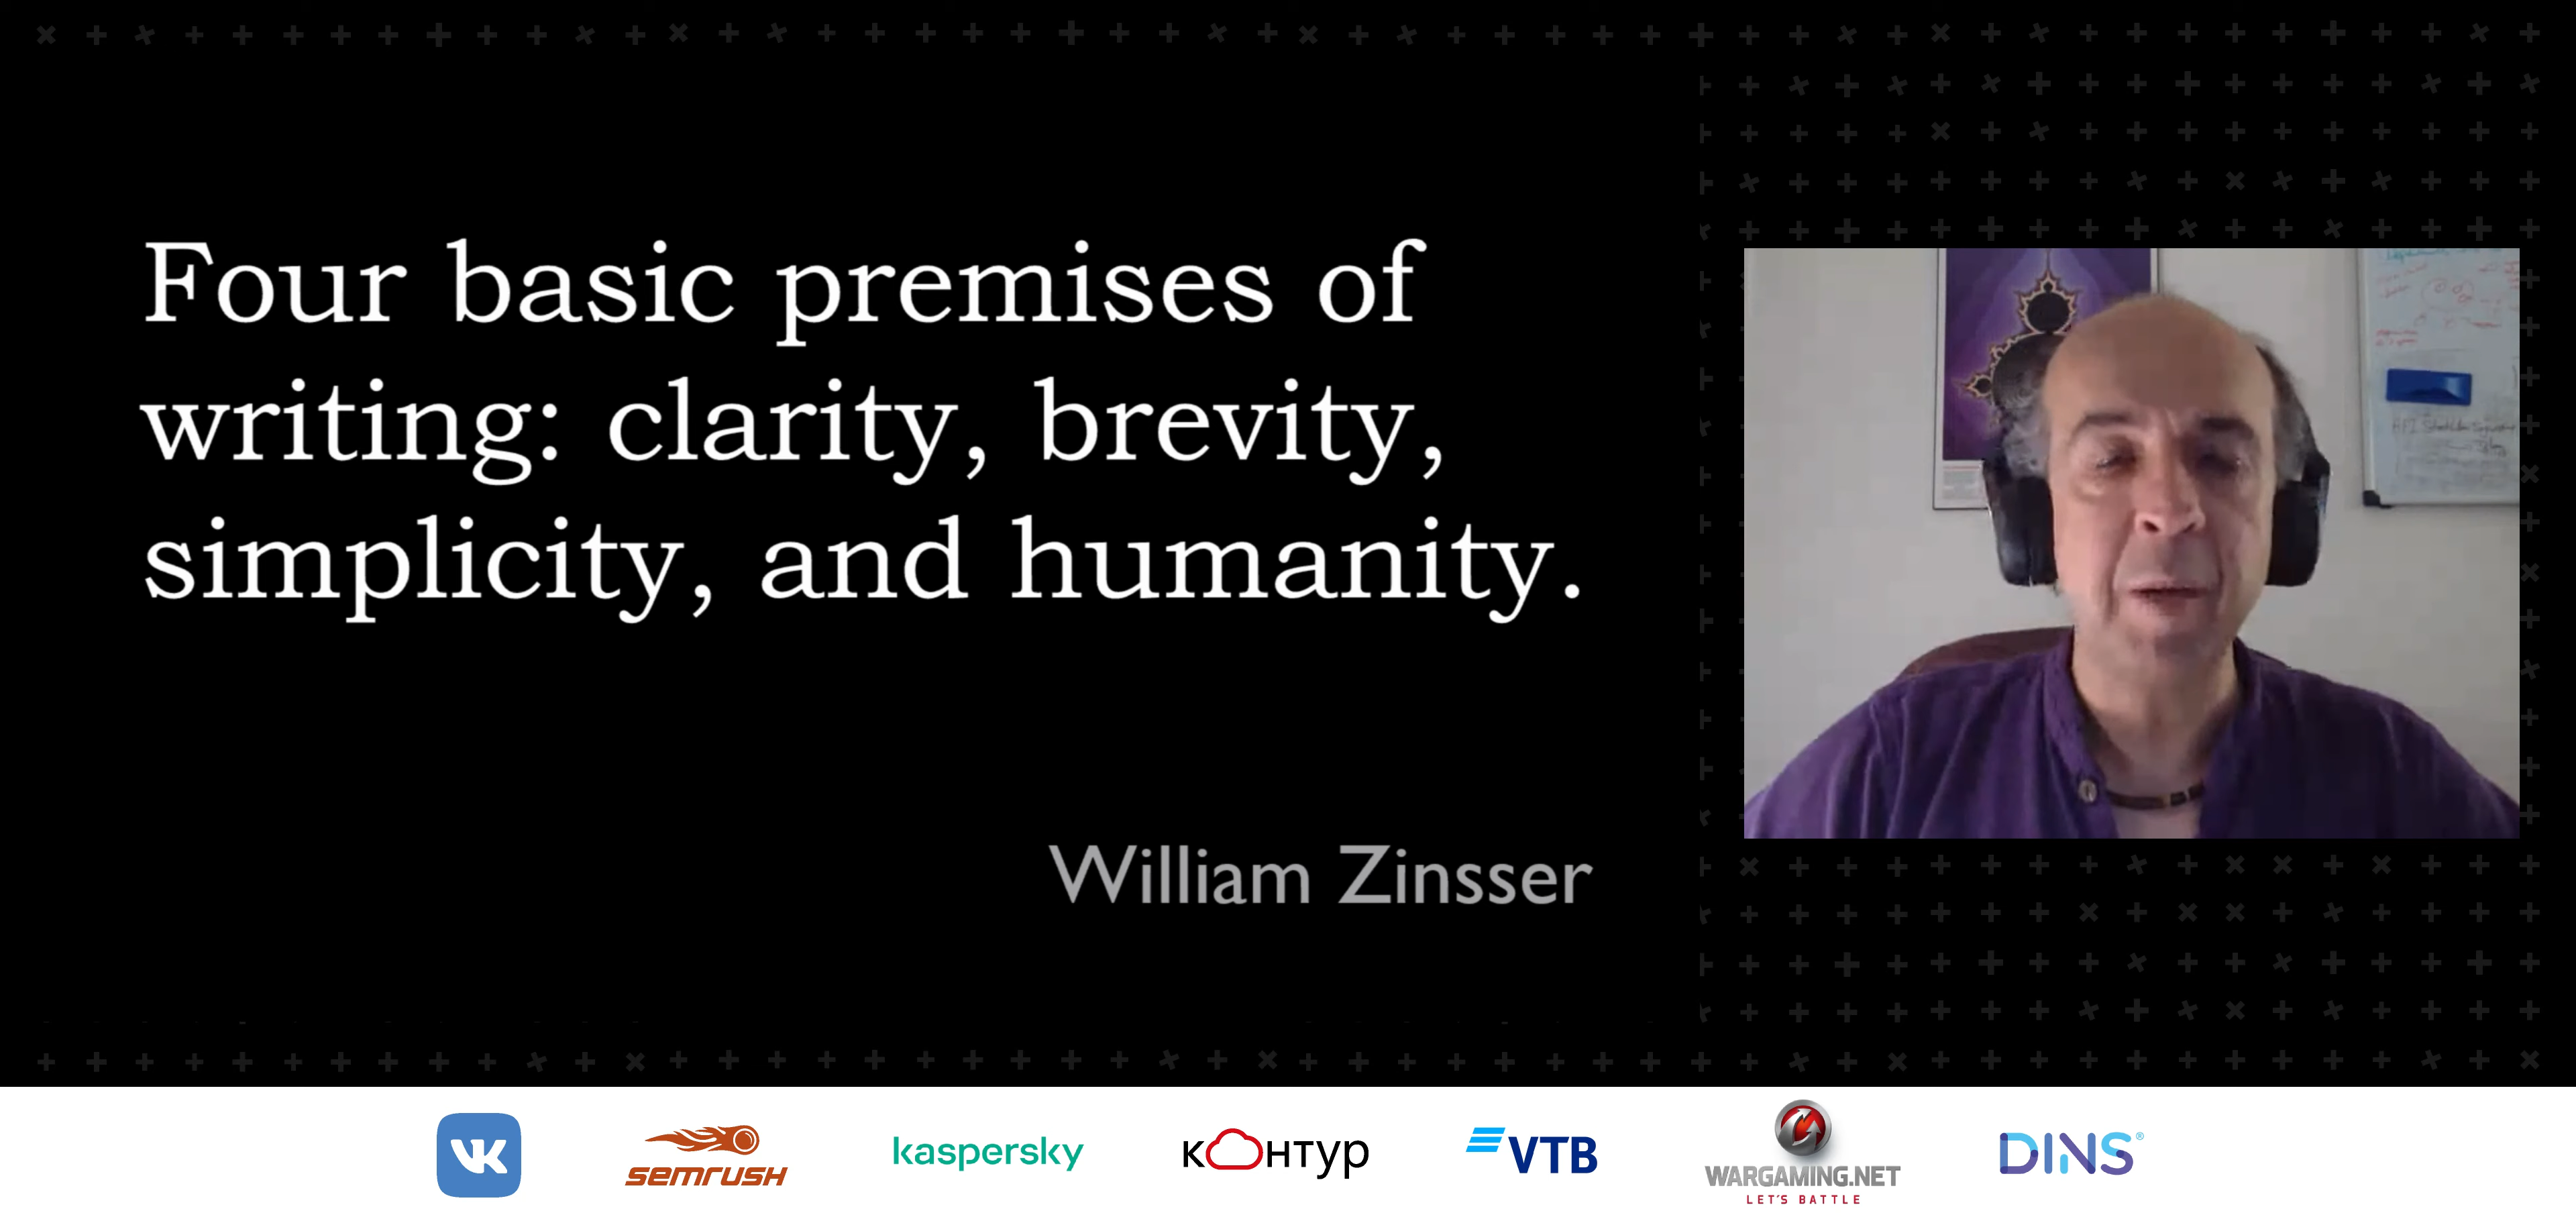 Four basic premises of
writing: clarity, brevity,
simplicity, and humanity.
William Zinsser
VK
SEMRUSH
kaspersky
контур
VTB
WARGAMING.NET
LET'S BATTLE
DINS®